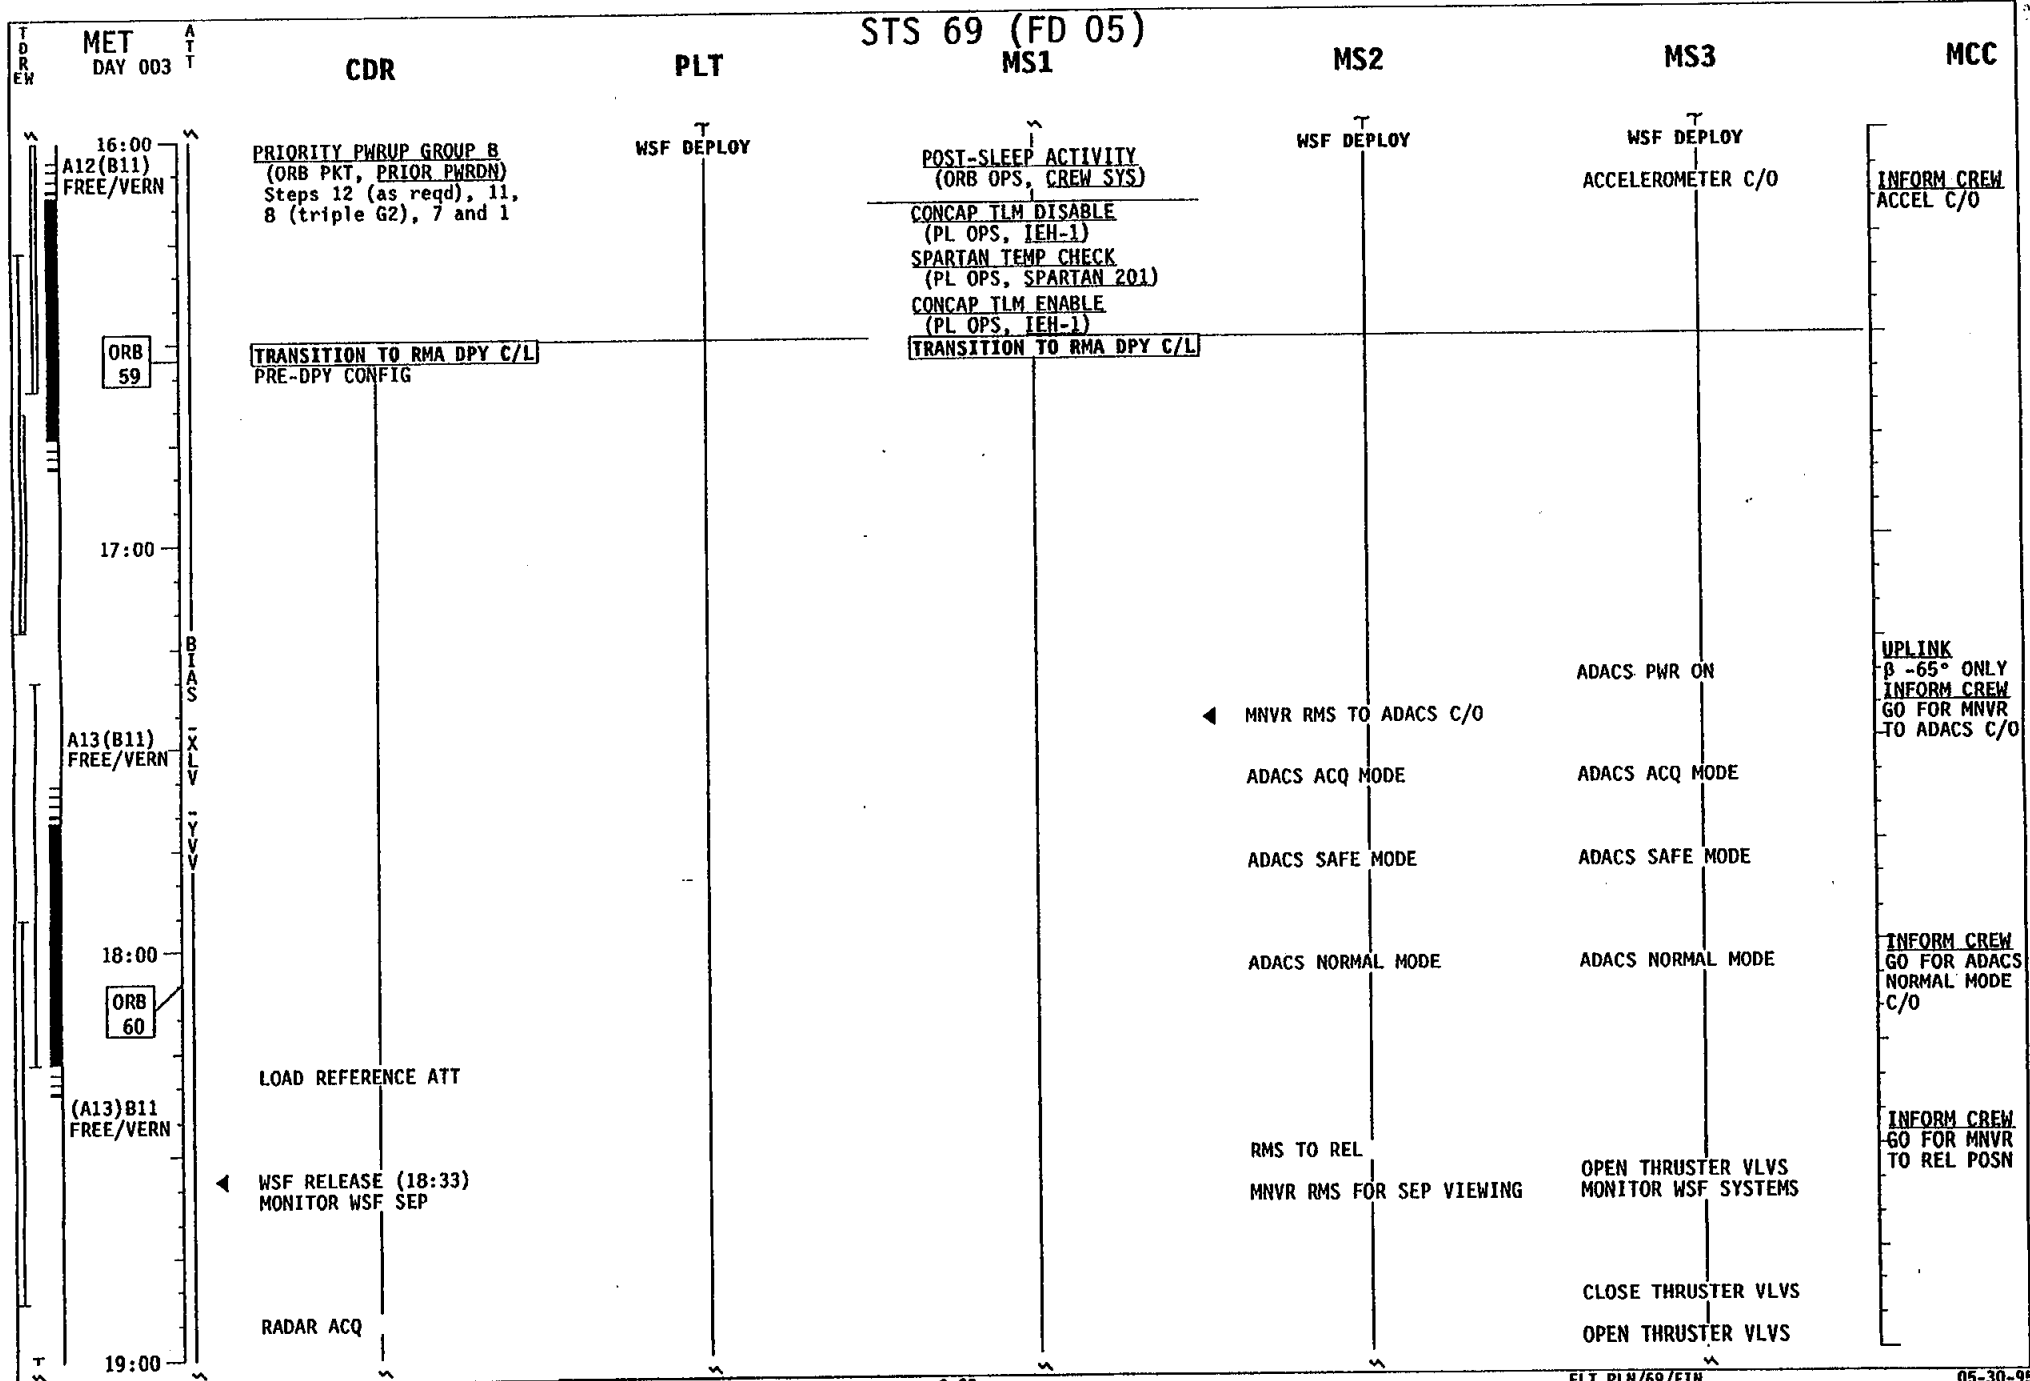 STS 69 (FD 05)
TDR
EW
MET
DAY 003
ATT
CDR
PLT
MS1
MS2
MS3
MCC
16:00
A12(B11)
FREE/VERN
ORB
59
17:00
A13(B11)
FREE/VERN
BIAS -XLV -YVV
18:00
ORB
60
(A13)B11
FREE/VERN
19:00
PRIORITY PWRUP GROUP B
(ORB PKT, PRIOR PWRDN)
Steps 12 (as reqd), 11,
8 (triple G2), 7 and 1
TRANSITION TO RMA DPY C/L
PRE-DPY CONFIG
LOAD REFERENCE ATT
WSF RELEASE (18:33)
MONITOR WSF SEP
RADAR ACQ
WSF DEPLOY
POST-SLEEP ACTIVITY
(ORB OPS, CREW SYS)
CONCAP TLM DISABLE
(PL OPS, IEH-1)
SPARTAN TEMP CHECK
(PL OPS, SPARTAN 201)
CONCAP TLM ENABLE
(PL OPS, IEH-1)
TRANSITION TO RMA DPY C/L
WSF DEPLOY
MNVR RMS TO ADACS C/O
ADACS ACQ MODE
ADACS SAFE MODE
ADACS NORMAL MODE
RMS TO REL
MNVR RMS FOR SEP VIEWING
WSF DEPLOY
ACCELEROMETER C/O
ADACS PWR ON
ADACS ACQ MODE
ADACS SAFE MODE
ADACS NORMAL MODE
OPEN THRUSTER VLVS
MONITOR WSF SYSTEMS
CLOSE THRUSTER VLVS
OPEN THRUSTER VLVS
INFORM CREW
ACCEL C/O
UPLINK
β -65° ONLY
INFORM CREW
GO FOR MNVR
TO ADACS C/O
INFORM CREW
GO FOR ADACS
NORMAL MODE
C/O
INFORM CREW
GO FOR MNVR
TO REL POSN
FLT PLN/69/FIN
05-30-95